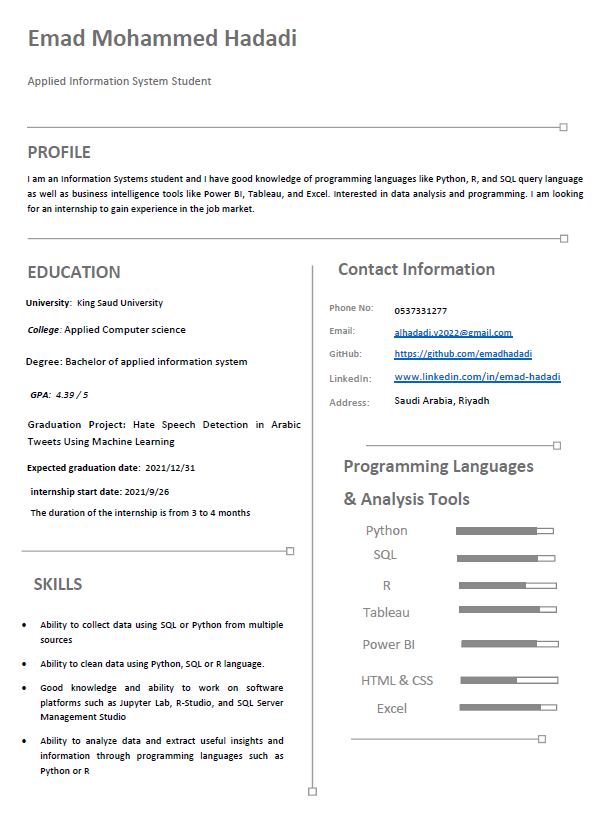 Emad Mohammed Hadadi
Applied Information System Student
PROFILE
I am an Information Systems student and I have good knowledge of programming languages like Python, R, and SQL query language
as well as business intelligence tools like Power BI, Tableau, and Excel. Interested in data analysis and programming. I am looking
for an internship to gain experience in the job market.
EDUCATION
University: King Saud University
College: Applied Computer science
Degree: Bachelor of applied information system
GPA: 4.39 / 5
Graduation Project: Hate Speech Detection in Arabic
Tweets Using Machine Learning
Expected graduation date: 2021/12/31
internship start date: 2021/9/26
The duration of the internship is from 3 to 4 months
SKILLS
• Ability to collect data using SQL or Python from multiple
sources
• Ability to clean data using Python, SQL or R language.
• Good knowledge and ability to work on software
platforms such as Jupyter Lab, R-Studio, and SQL Server
Management Studio
• Ability to analyze data and extract useful insights and
information through programming languages such as
Python or R
Contact Information
Phone No: 0537331277
Email: alhadadi.v2022@gmail.com
GitHub: https://github.com/emadhadadi
LinkedIn: www.linkedin.com/in/emad-hadadi
Address: Saudi Arabia, Riyadh
Programming Languages
& Analysis Tools
Python
SQL
R
Tableau
Power BI
HTML & CSS
Excel